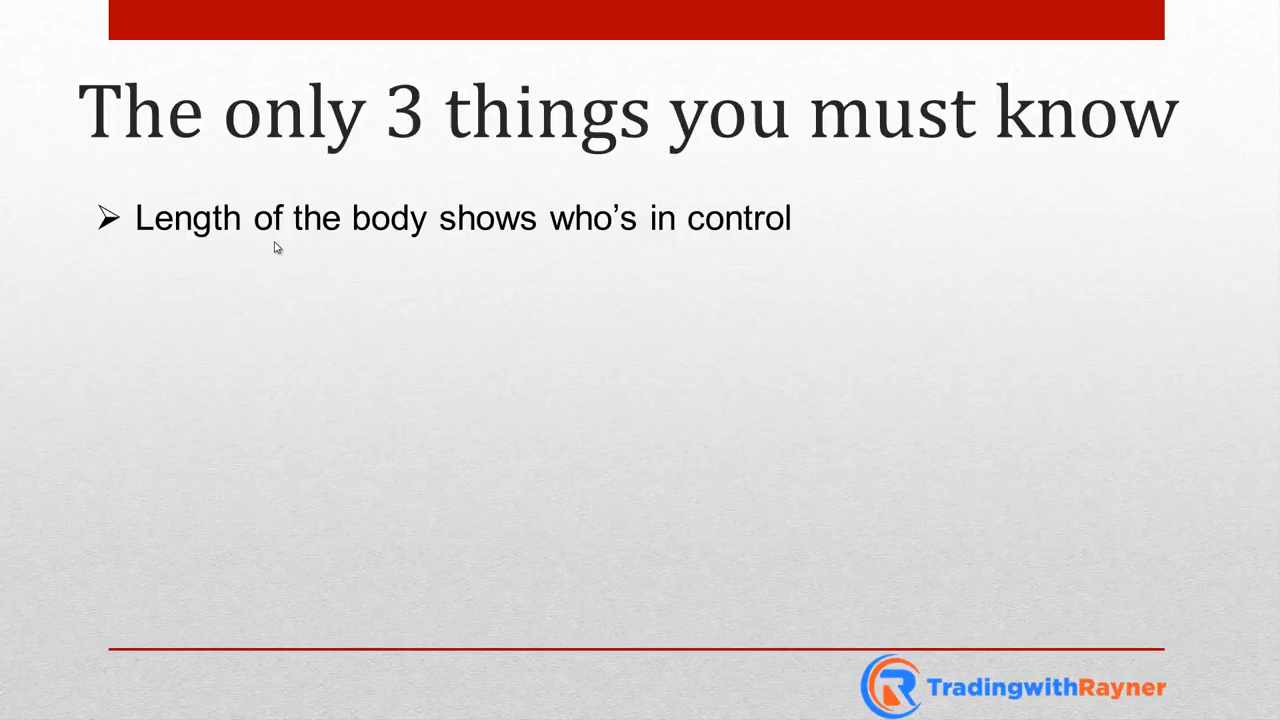 The only 3 things you must know
➢ Length of the body shows who’s in control
TradingwithRayner